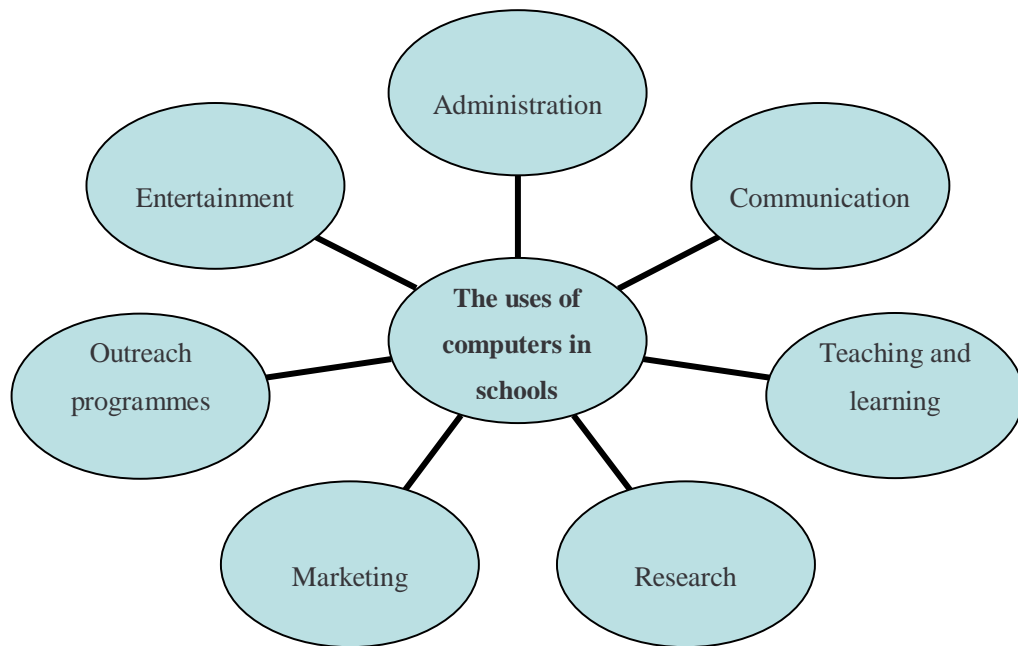 Administration
Entertainment
Communication
The uses of
computers in
schools
Outreach
programmes
Teaching and
learning
Marketing
Research